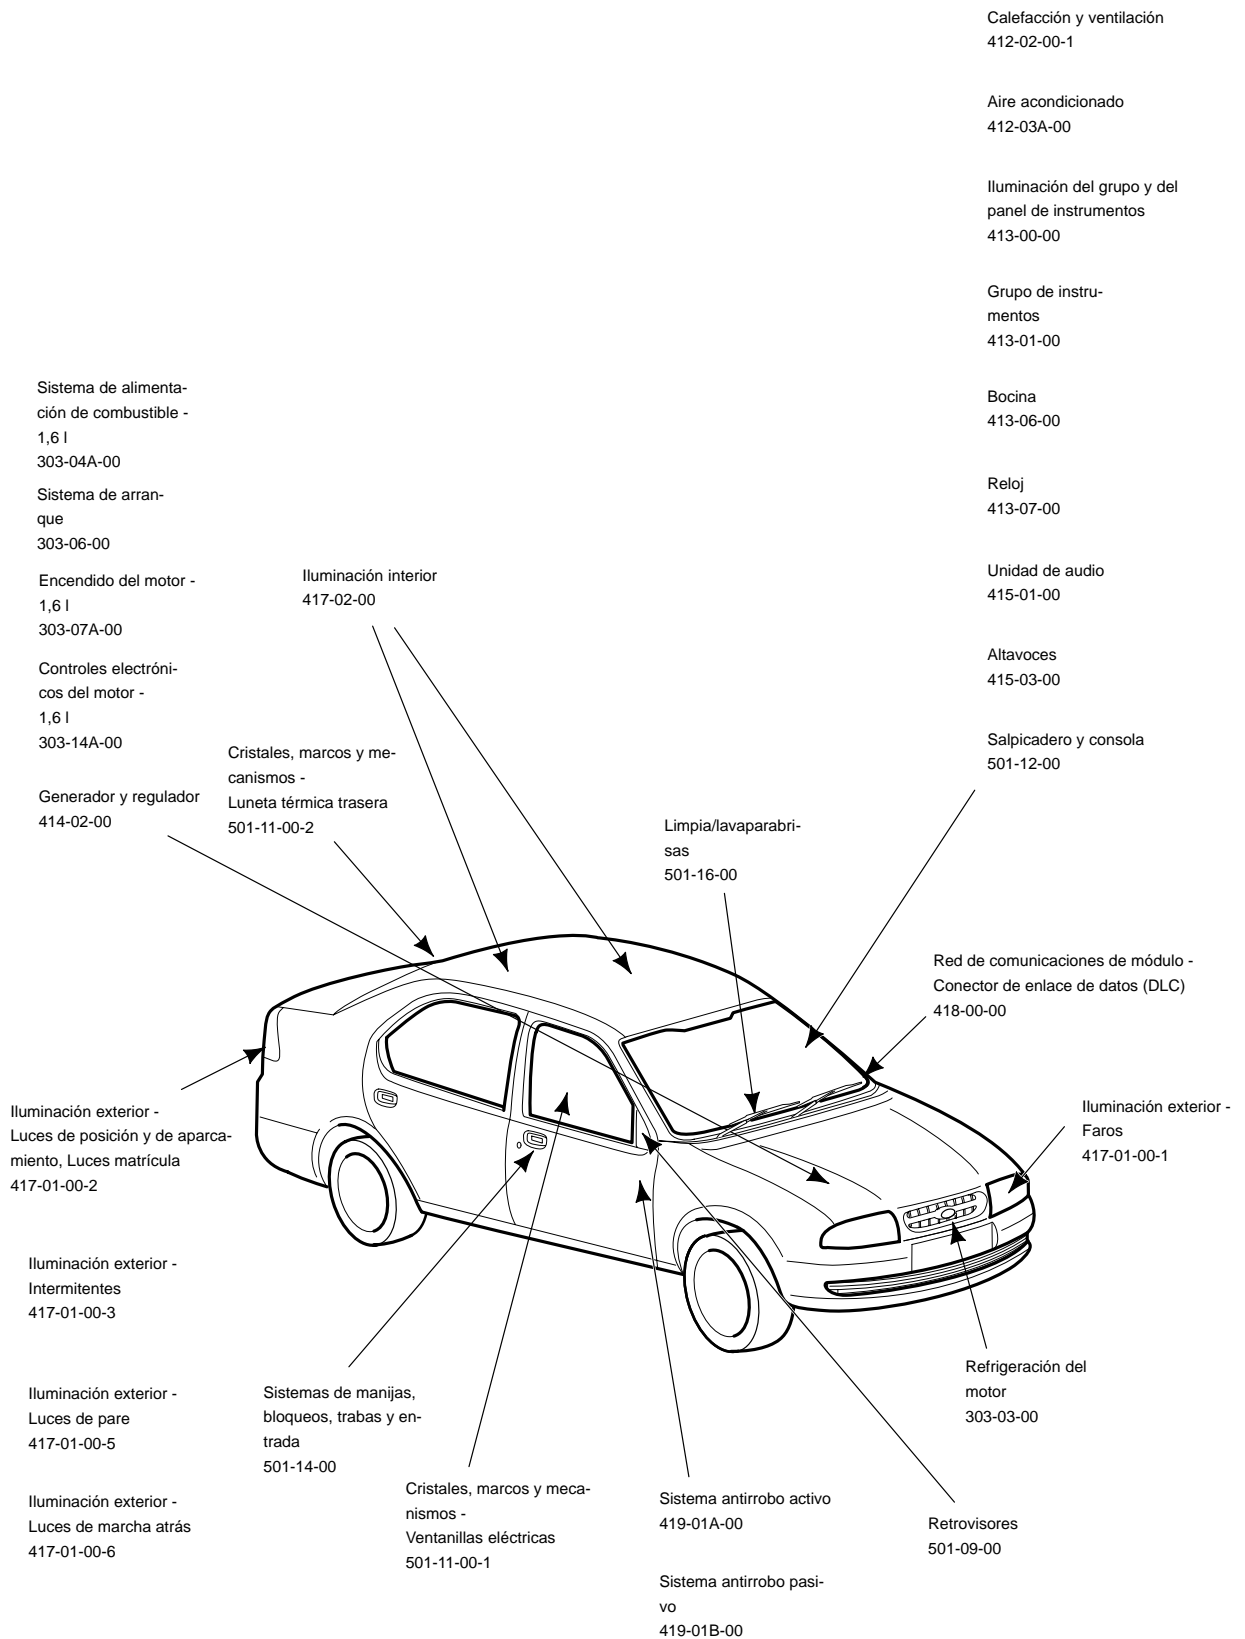 Calefacción y ventilación
412-02-00-1
Aire acondicionado
412-03A-00
Iluminación del grupo y del
panel de instrumentos
413-00-00
Grupo de instru-
mentos
413-01-00
Bocina
413-06-00
Reloj
413-07-00
Unidad de audio
415-01-00
Altavoces
415-03-00
Salpicadero y consola
501-12-00
Sistema de alimenta-
ción de combustible -
1,6 l
303-04A-00
Sistema de arran-
que
303-06-00
Encendido del motor -
1,6 l
303-07A-00
Controles electróni-
cos del motor -
1,6 l
303-14A-00
Generador y regulador
414-02-00
Iluminación interior
417-02-00
Cristales, marcos y me-
canismos -
Luneta térmica trasera
501-11-00-2
Limpia/lavaparabri-
sas
501-16-00
Red de comunicaciones de módulo -
Conector de enlace de datos (DLC)
418-00-00
Iluminación exterior -
Faros
417-01-00-1
Iluminación exterior -
Luces de posición y de aparca-
miento, Luces matrícula
417-01-00-2
Iluminación exterior -
Intermitentes
417-01-00-3
Iluminación exterior -
Luces de pare
417-01-00-5
Iluminación exterior -
Luces de marcha atrás
417-01-00-6
Sistemas de manijas,
bloqueos, trabas y en-
trada
501-14-00
Cristales, marcos y meca-
nismos -
Ventanillas eléctricas
501-11-00-1
Sistema antirrobo activo
419-01A-00
Sistema antirrobo pasi-
vo
419-01B-00
Retrovisores
501-09-00
Refrigeración del
motor
303-03-00